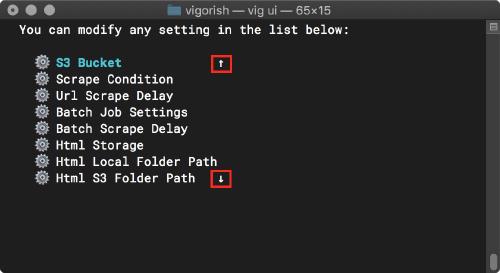 vigorish — vig ui — 65×15
You can modify any setting in the list below:
S3 Bucket ↑
Scrape Condition
Url Scrape Delay
Batch Job Settings
Batch Scrape Delay
Html Storage
Html Local Folder Path
Html S3 Folder Path ↓